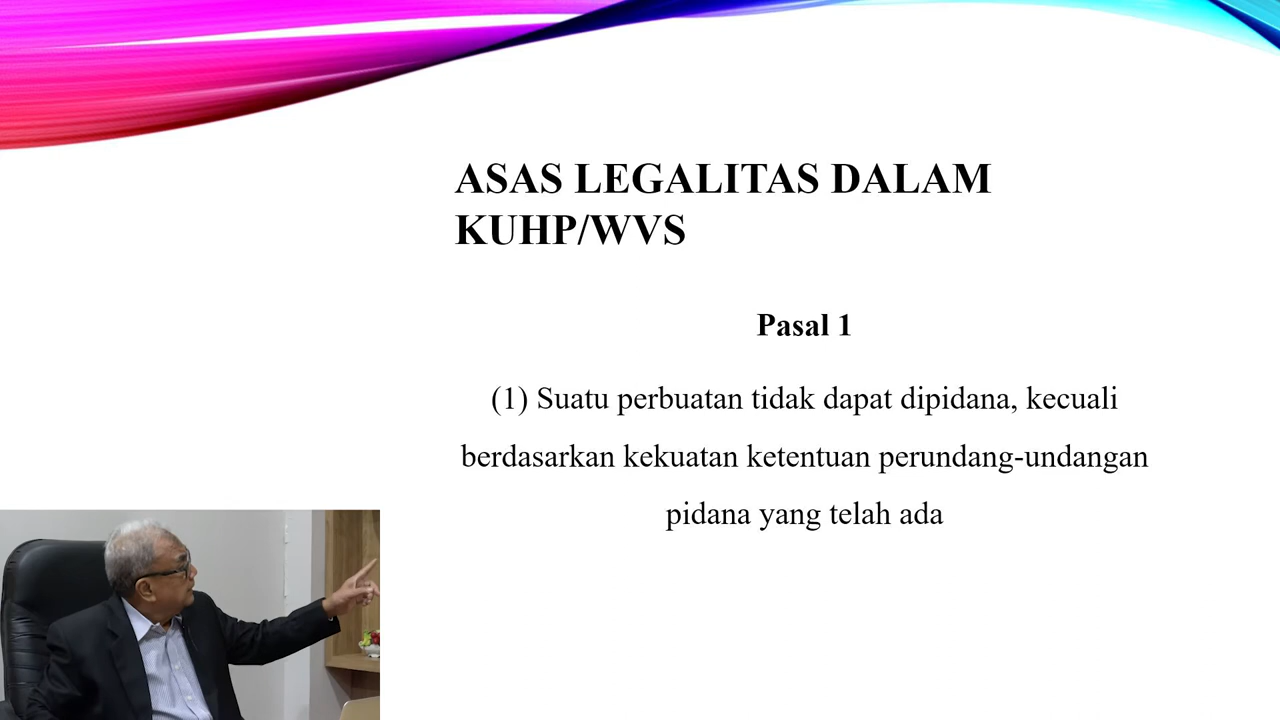 ASAS LEGALITAS DALAM
KUHP/WVS
Pasal 1
(1) Suatu perbuatan tidak dapat dipidana, kecuali
berdasarkan kekuatan ketentuan perundang-undangan
pidana yang telah ada